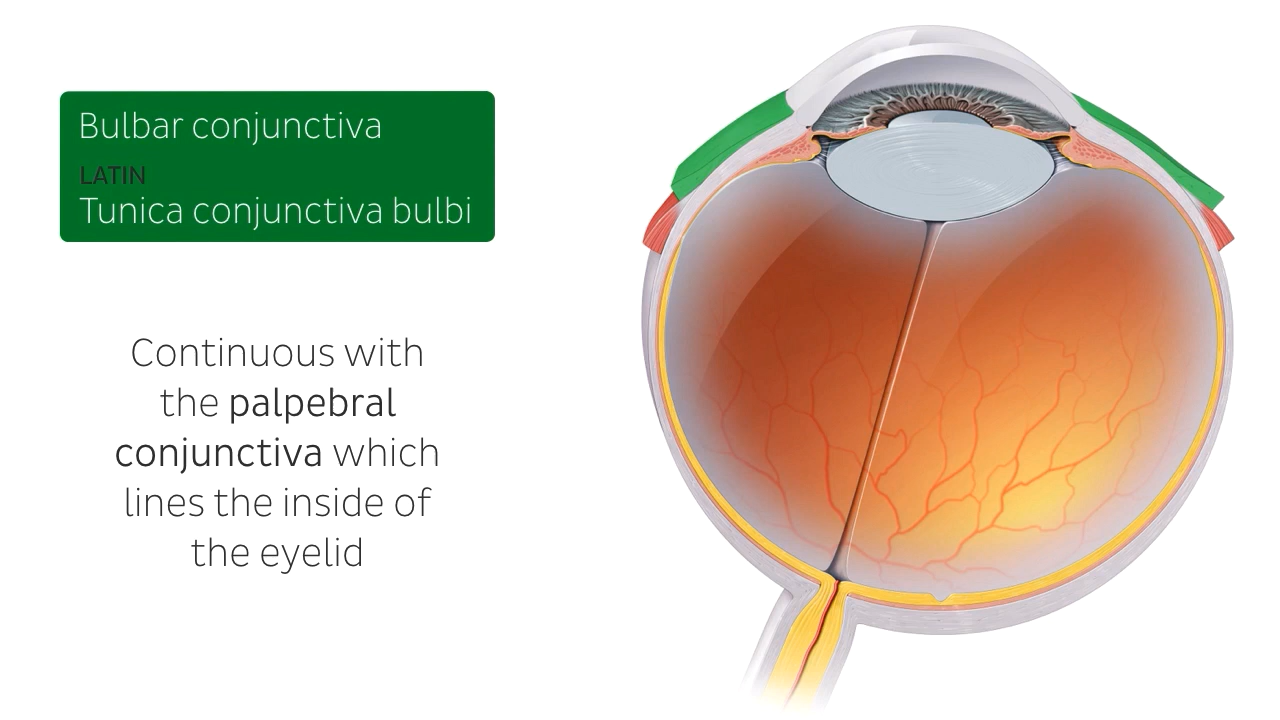 Bulbar conjunctiva
LATIN
Tunica conjunctiva bulbi
Continuous with
the palpebral
conjunctiva which
lines the inside of
the eyelid